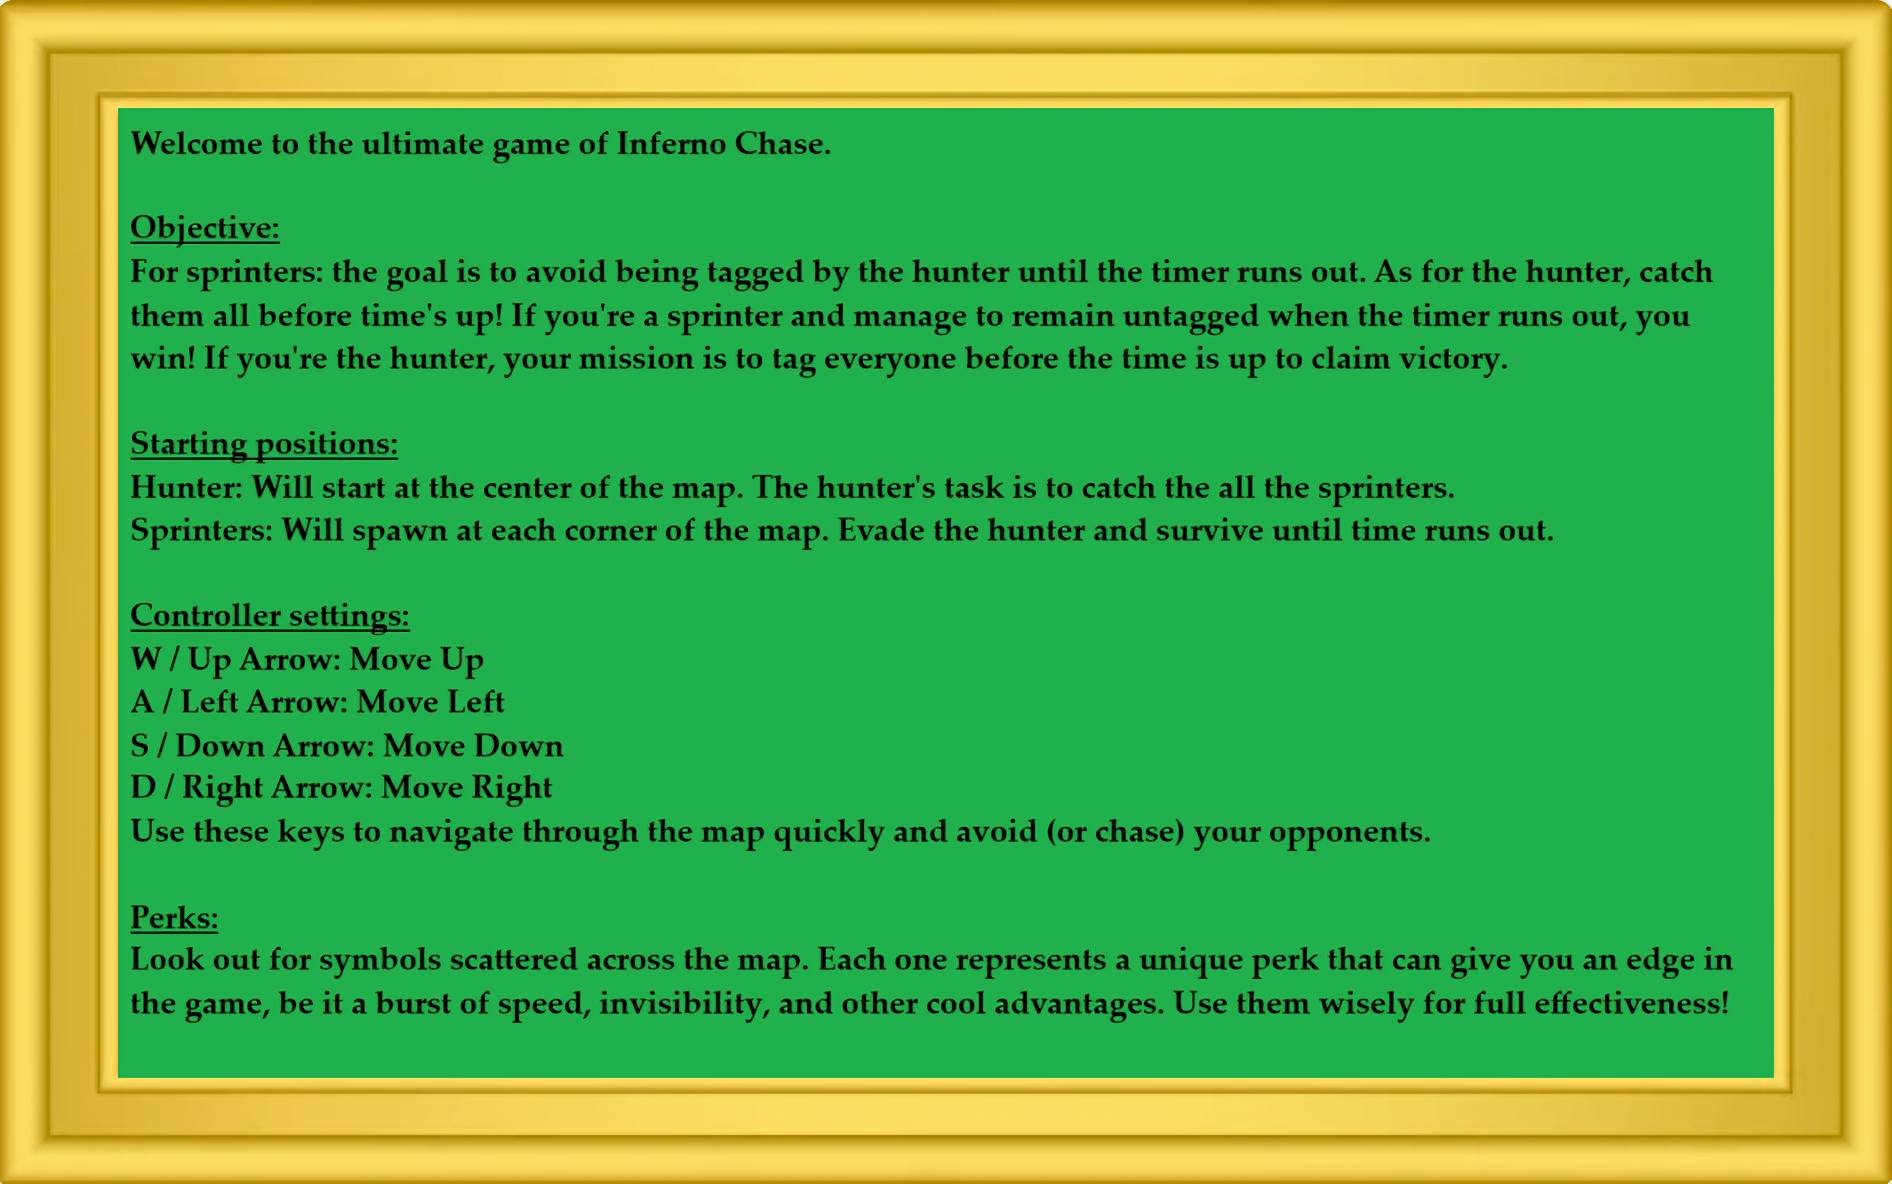 Welcome to the ultimate game of Inferno Chase.
Objective:
For sprinters: the goal is to avoid being tagged by the hunter until the timer runs out. As for the hunter, catch
them all before time's up! If you're a sprinter and manage to remain untagged when the timer runs out, you
win! If you're the hunter, your mission is to tag everyone before the time is up to claim victory.
Starting positions:
Hunter: Will start at the center of the map. The hunter's task is to catch the all the sprinters.
Sprinters: Will spawn at each corner of the map. Evade the hunter and survive until time runs out.
Controller settings:
W / Up Arrow: Move Up
A / Left Arrow: Move Left
S / Down Arrow: Move Down
D / Right Arrow: Move Right
Use these keys to navigate through the map quickly and avoid (or chase) your opponents.
Perks:
Look out for symbols scattered across the map. Each one represents a unique perk that can give you an edge in
the game, be it a burst of speed, invisibility, and other cool advantages. Use them wisely for full effectiveness!